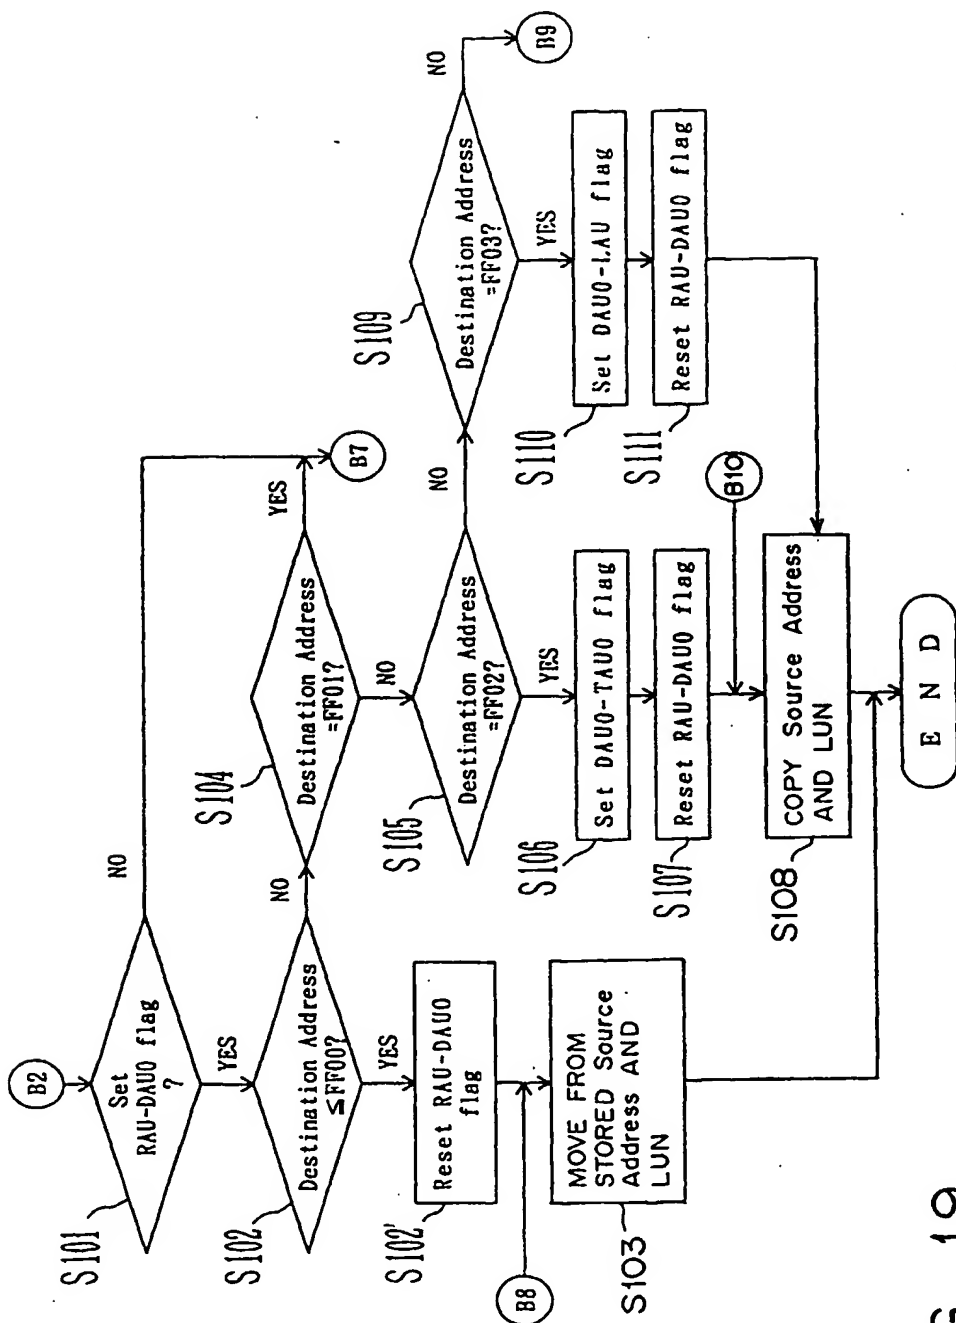 B2
S101
Set
RAU-DAU0 flag
?
NO
YES
S102
Destination Address
≦FF00?
NO
YES
S102'
Reset RAU-DAU0
flag
B8
S103
MOVE FROM
STORED Source
Address AND
LUN
S104
Destination Address
=FF01?
YES
B7
NO
S105
Destination Address
=FF02?
NO
YES
S106
Set DAU0-TAU0 flag
S107
Reset RAU-DAU0 flag
B10
S108
COPY Source Address
AND LUN
S109
Destination Address
=FF03?
NO
B9
YES
S110
Set DAU0-LAU flag
S111
Reset RAU-DAU0 flag
END
19